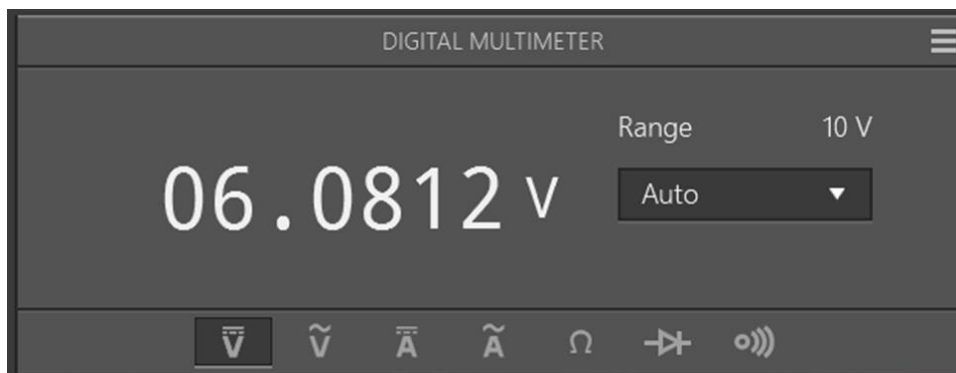 DIGITAL MULTIMETER
Range 10 V
06.0812 V
Auto
V V A A Ω